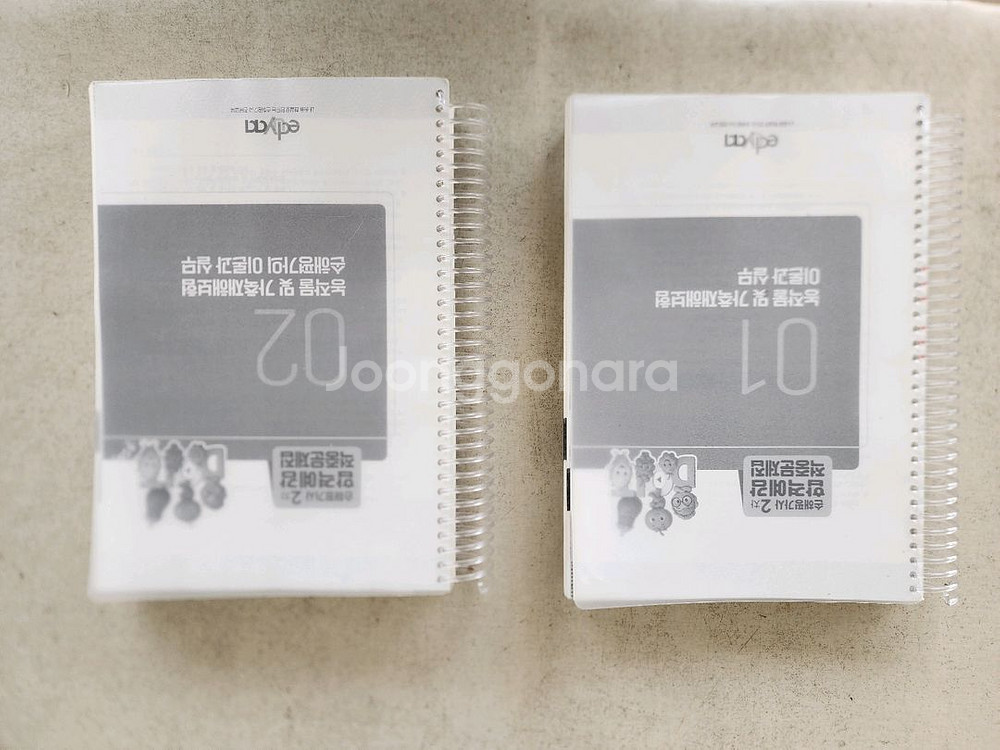 손해평가사 2차
합격예감
적중문제집
02
농작물 및 가축재해보험
손해평가의 이론과 실무
edyou
손해평가사 2차
합격예감
적중문제집
01
농작물 및 가축재해보험
이론과 실무
Joonggonara